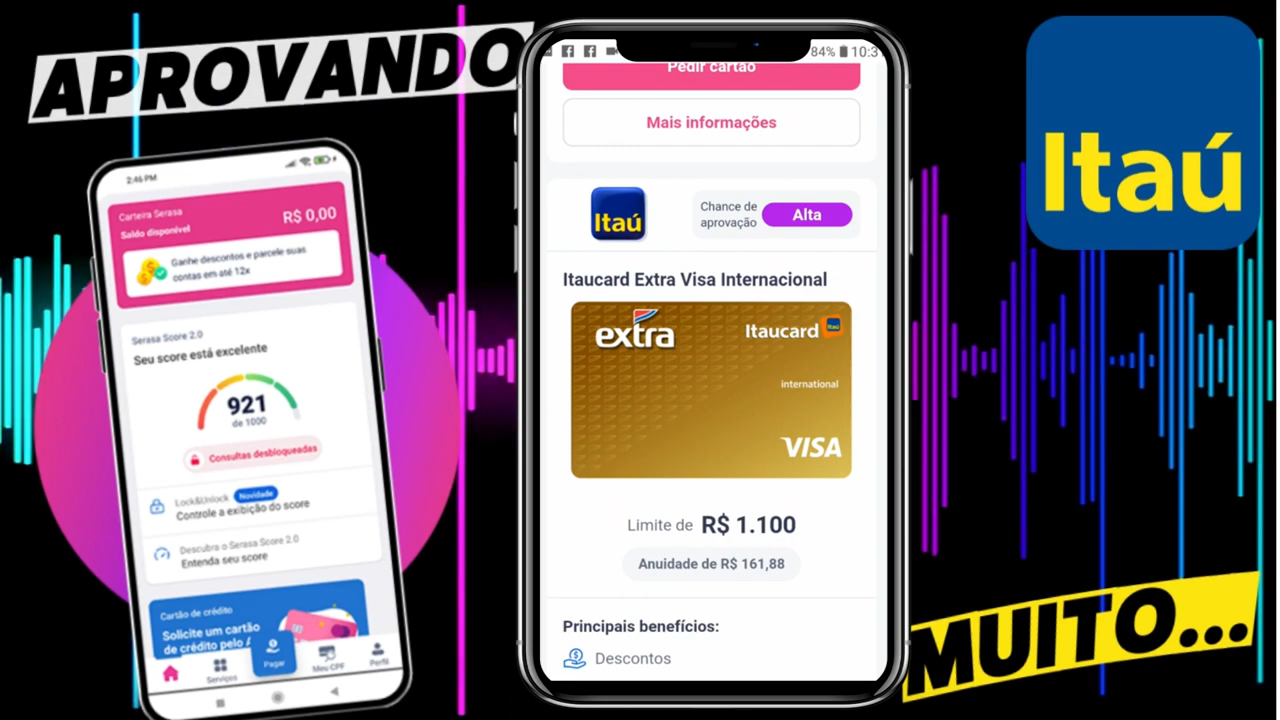 APROVANDO
2:46 PM
Carteira Serasa
Saldo disponível
R$ 0,00
Ganhe descontos e parcele suas
contas em até 12x
Serasa Score 2.0
Seu score está excelente
921
de 1000
Consultas desbloqueadas
Lock&Unlock Novidade
Controle a exibição do score
Descubra o Serasa Score 2.0
Entenda seu score
Cartão de crédito
Solicite um cartão
de crédito pelo
Serviços
Pagar
Meu CPF
Perfil
84% 10:3
Pedir cartão
Mais informações
Itaú
Chance de
aprovação
Alta
Itaucard Extra Visa Internacional
extra
Itaucard Itaú
international
VISA
Limite de R$ 1.100
Anuidade de R$ 161,88
Principais benefícios:
Descontos
Itaú
MUITO...